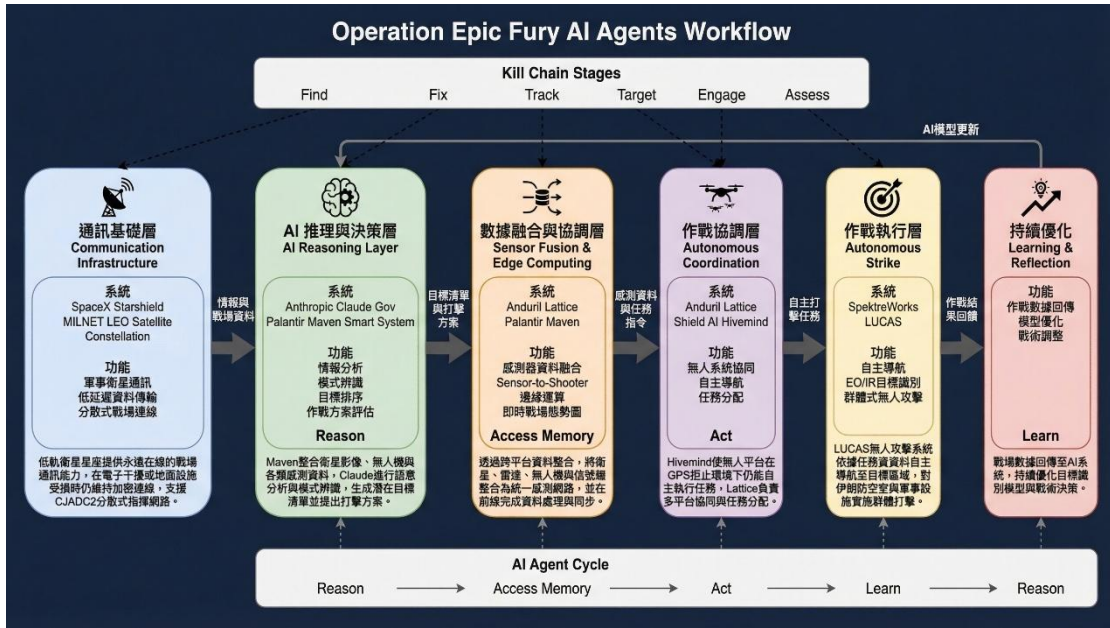 Operation Epic Fury AI Agents Workflow
Kill Chain Stages
Find
Fix
Track
Target
Engage
Assess
AI模型更新
通訊基礎層
Communication
Infrastructure
系統
SpaceX Starshield
MILNET LEO Satellite
Constellation
功能
軍事衛星通訊
低延遲資料傳輸
分散式戰場連線
低軌衛星星座提供永遠在線的戰場
通訊能力，在電子干擾或地面設施
受損時仍維持加密連線，支援
CJADC2分散式指揮網路。
情報與
戰場資料
AI 推理與決策層
AI Reasoning Layer
系統
Anthropic Claude Gov
Palantir Maven Smart System
功能
情報分析
模式辨識
目標排序
作戰方案評估
Reason
Maven整合衛星影像、無人機與
各類感測資料，Claude進行語意
分析與模式辨識，生成潛在目標
清單並提出打擊方案。
目標清單
與打擊
方案
數據融合與協調層
Sensor Fusion &
Edge Computing
系統
Anduril Lattice
Palantir Maven
功能
感測器資料融合
Sensor-to-Shooter
邊緣運算
即時戰場態勢圖
Access Memory
透過跨平台資料整合，將衛
星、雷達、無人機與信號
整合為統一感測網路，並在
前線完成資料處理與同步。
感測資料
與任務
指令
作戰協調層
Autonomous
Coordination
系統
Anduril Lattice
Shield AI Hivemind
功能
無人系統協同
自主導航
任務分配
Act
Hivemind使無人平台在
GPS拒止環境下仍能自
主執行任務，Lattice負責
多平台協同與任務分配。
自主打
擊任務
作戰執行層
Autonomous
Strike
系統
SpektreWorks
LUCAS
功能
自主導航
EO/IR目標識別
群體式無人攻擊
LUCAS無人攻擊系統
依據任務資資料自主
導航至目標區域，對
伊朗防空室與軍事設
施實施群體打擊。
作戰結
果回饋
持續優化
Learning &
Reflection
功能
作戰數據回傳
模型優化
戰術調整
Learn
戰場數據回傳至AI系
統，持續優化目標識
別模型與戰術決策。
AI Agent Cycle
Reason
Access Memory
Act
Learn
Reason